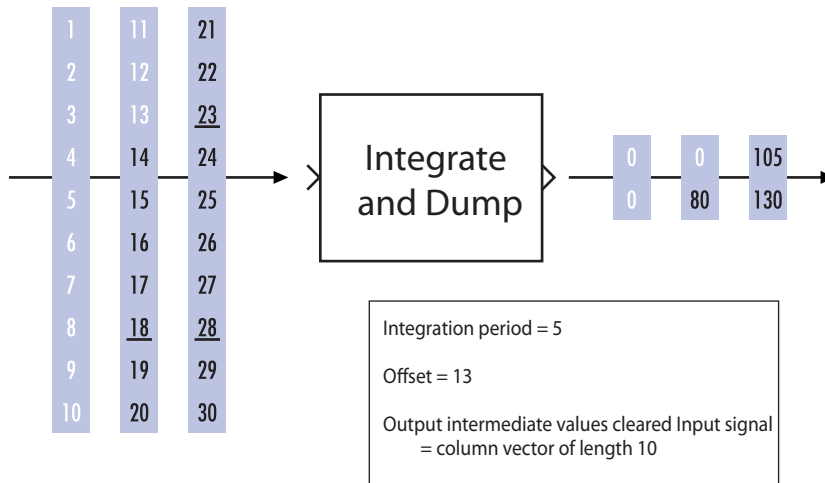 1 11 21
2 12 22
3 13 23
4 14 24
5 15 25
6 16 26
7 17 27
8 18 28
9 19 29
10 20 30
Integrate
and Dump
0 0 105
0 80 130
Integration period = 5
Offset = 13
Output intermediate values cleared Input signal
= column vector of length 10